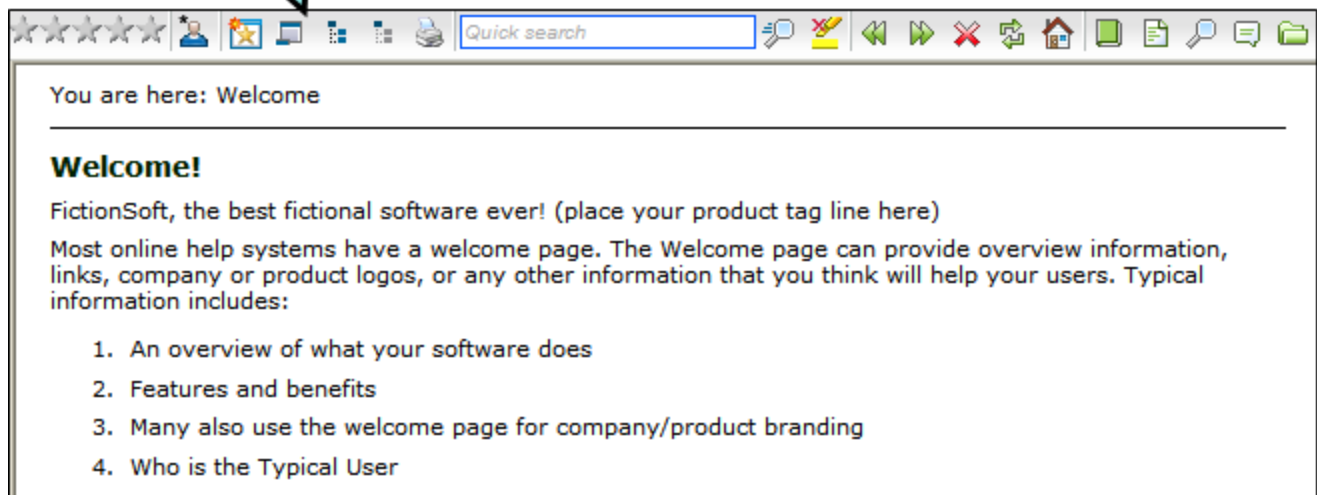 Quick search
You are here: Welcome
Welcome!
FictionSoft, the best fictional software ever! (place your product tag line here)
Most online help systems have a welcome page. The Welcome page can provide overview information,
links, company or product logos, or any other information that you think will help your users. Typical
information includes:
1. An overview of what your software does
2. Features and benefits
3. Many also use the welcome page for company/product branding
4. Who is the Typical User